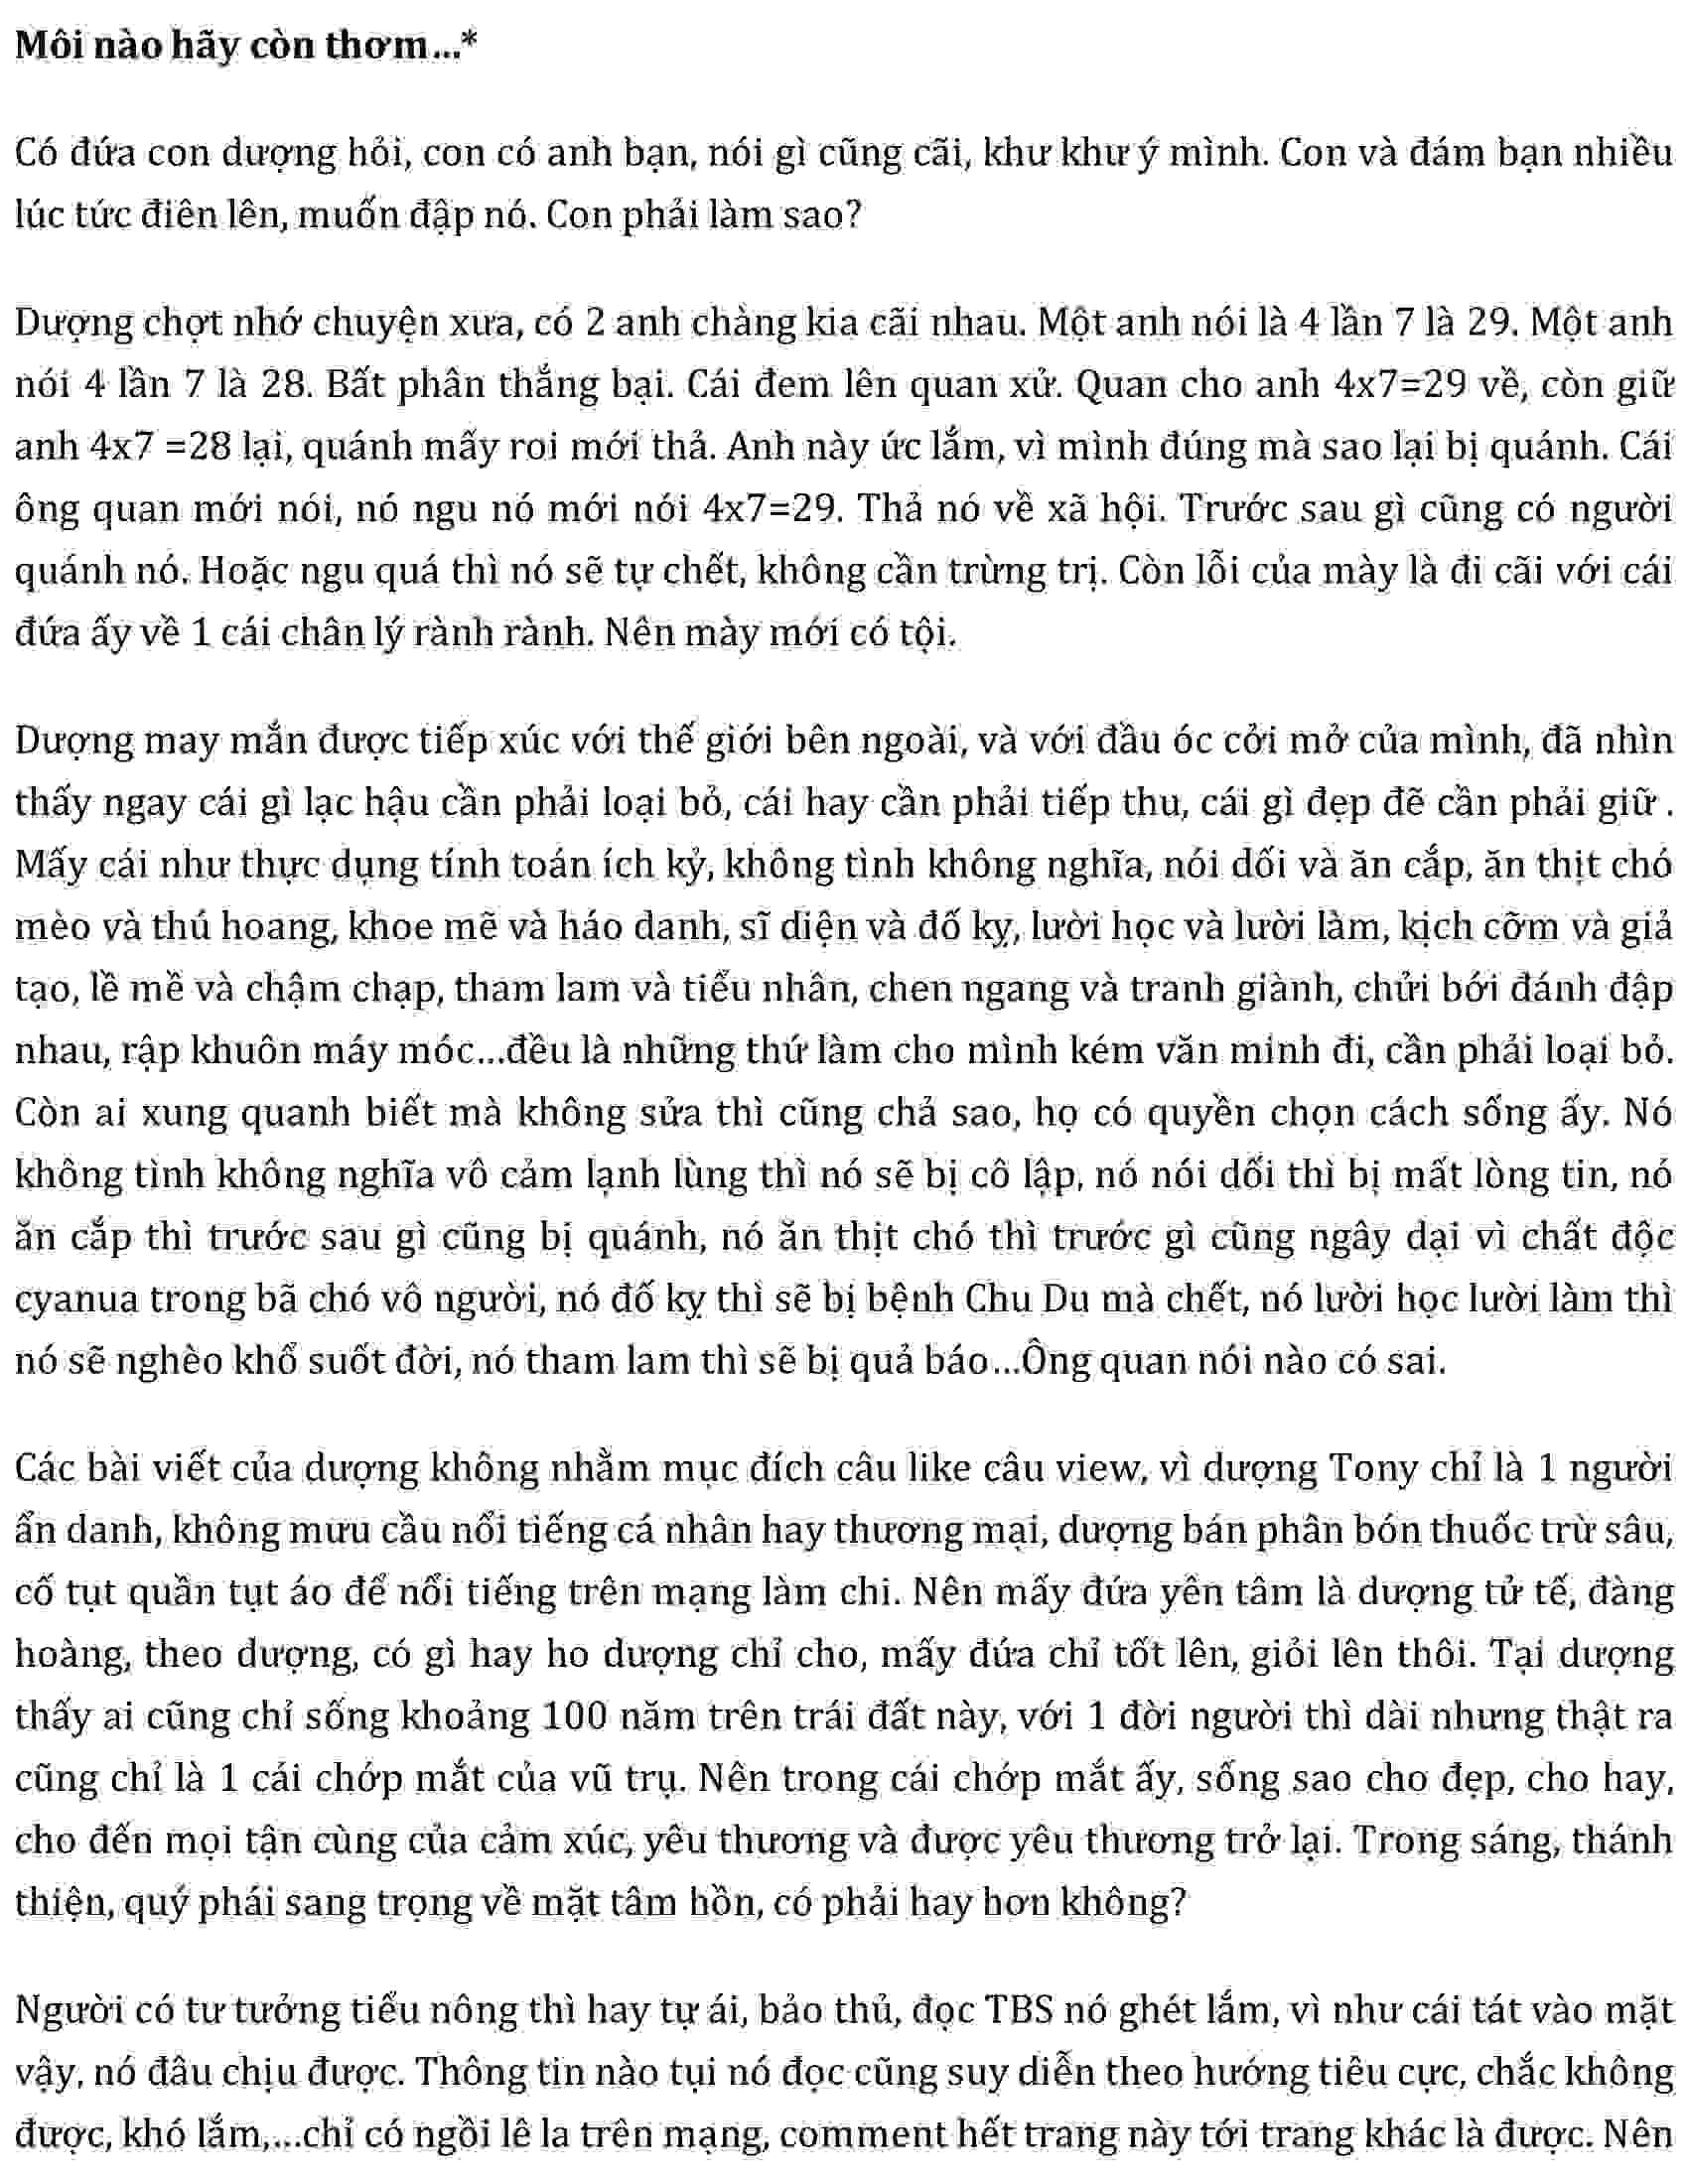 Môi nào hãy còn thơm...*
Có đứa con dượng hỏi, con có anh bạn, nói gì cũng cãi, khư khư ý mình. Con và đám bạn nhiều
lúc tức điên lên, muốn đập nó. Con phải làm sao?
Dượng chợt nhớ chuyện xưa, có 2 anh chàng kia cãi nhau. Một anh nói là 4 lần 7 là 29. Một anh
nói 4 lần 7 là 28. Bất phân thắng bại. Cái đem lên quan xử. Quan cho anh 4x7=29 về, còn giữ
anh 4x7 =28 lại, quánh mấy roi mới thả. Anh này ức lắm, vì mình đúng mà sao lại bị quánh. Cái
ông quan mới nói, nó ngu nó mới nói 4x7=29. Thả nó về xã hội. Trước sau gì cũng có người
quánh nó. Hoặc ngu quá thì nó sẽ tự chết, không cần trừng trị. Còn lỗi của mày là đi cãi với cái
đứa ấy về 1 cái chân lý rành rành. Nên mày mới có tội.
Dượng may mắn được tiếp xúc với thế giới bên ngoài, và với đầu óc cởi mở của mình, đã nhìn
thấy ngay cái gì lạc hậu cần phải loại bỏ, cái hay cần phải tiếp thu, cái gì đẹp đẽ cần phải giữ .
Mấy cái như thực dụng tính toán ích kỷ, không tình không nghĩa, nói dối và ăn cắp, ăn thịt chó
mèo và thú hoang, khoe mẽ và háo danh, sĩ diện và đố kỵ, lười học và lười làm, kịch cỡm và giả
tạo, lề mề và chậm chạp, tham lam và tiểu nhân, chen ngang và tranh giành, chửi bới đánh đập
nhau, rập khuôn máy móc...đều là những thứ làm cho mình kém văn minh đi, cần phải loại bỏ.
Còn ai xung quanh biết mà không sửa thì cũng chả sao, họ có quyền chọn cách sống ấy. Nó
không tình không nghĩa vô cảm lạnh lùng thì nó sẽ bị cô lập, nó nói dối thì bị mất lòng tin, nó
ăn cắp thì trước sau gì cũng bị quánh, nó ăn thịt chó thì trước gì cũng ngây dại vì chất độc
cyanua trong bã chó vô người, nó đố kỵ thì sẽ bị bệnh Chu Du mà chết, nó lười học lười làm thì
nó sẽ nghèo khổ suốt đời, nó tham lam thì sẽ bị quả báo...Ông quan nói nào có sai.
Các bài viết của dượng không nhằm mục đích câu like câu view, vì dượng Tony chỉ là 1 người
ẩn danh, không mưu cầu nổi tiếng cá nhân hay thương mại, dượng bán phân bón thuốc trừ sâu,
cố tụt quần tụt áo để nổi tiếng trên mạng làm chi. Nên mấy đứa yên tâm là dượng tử tế, đàng
hoàng, theo dượng, có gì hay ho dượng chỉ cho, mấy đứa chỉ tốt lên, giỏi lên thôi. Tại dượng
thấy ai cũng chỉ sống khoảng 100 năm trên trái đất này, với 1 đời người thì dài nhưng thật ra
cũng chỉ là 1 cái chớp mắt của vũ trụ. Nên trong cái chớp mắt ấy, sống sao cho đẹp, cho hay,
cho đến mọi tận cùng của cảm xúc, yêu thương và được yêu thương trở lại. Trong sáng, thánh
thiện, quý phái sang trọng về mặt tâm hồn, có phải hay hơn không?
Người có tư tưởng tiểu nông thì hay tự ái, bảo thủ, đọc TBS nó ghét lắm, vì như cái tát vào mặt
vậy, nó đâu chịu được. Thông tin nào tụi nó đọc cũng suy diễn theo hướng tiêu cực, chắc không
được, khó lắm,...chỉ có ngồi lê la trên mạng, comment hết trang này tới trang khác là được. Nên